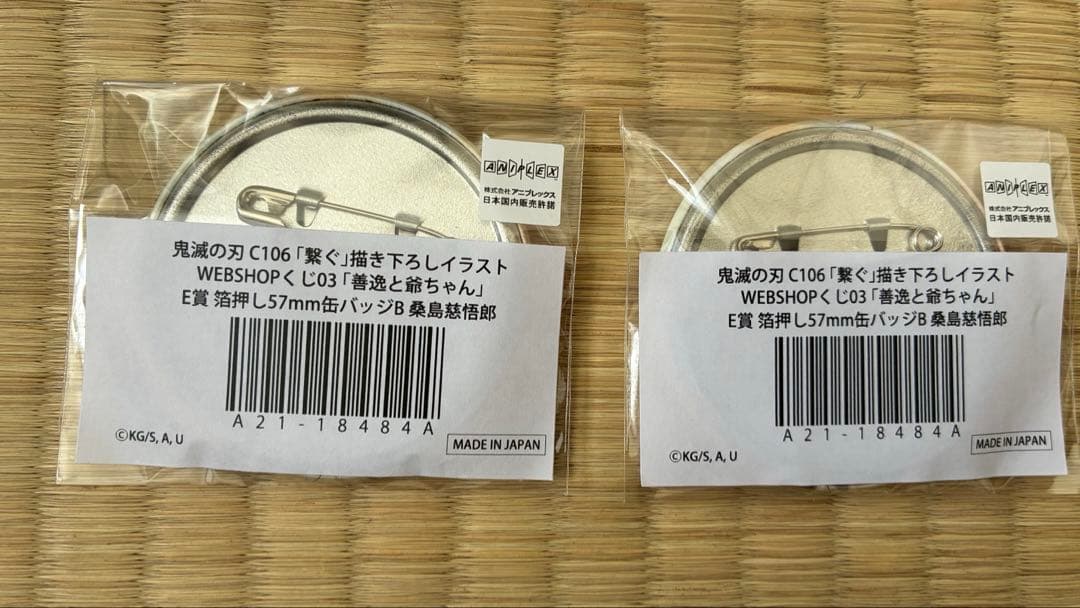 ANIPLEX
株式会社アニプレックス
日本国内販売許諾
鬼滅の刃 C106「繋ぐ」描き下ろしイラスト
WEBSHOPくじ03「善逸と爺ちゃん」
E賞 箔押し57mm缶バッジB 桑島慈悟郎
A21-18484A
©KG/S, A, U
MADE IN JAPAN
ANIPLEX
株式会社アニプレックス
日本国内販売許諾
鬼滅の刃 C106「繋ぐ」描き下ろしイラスト
WEBSHOPくじ03「善逸と爺ちゃん」
E賞 箔押し57mm缶バッジB 桑島慈悟郎
A21-18484A
©KG/S, A, U
MADE IN JAPAN